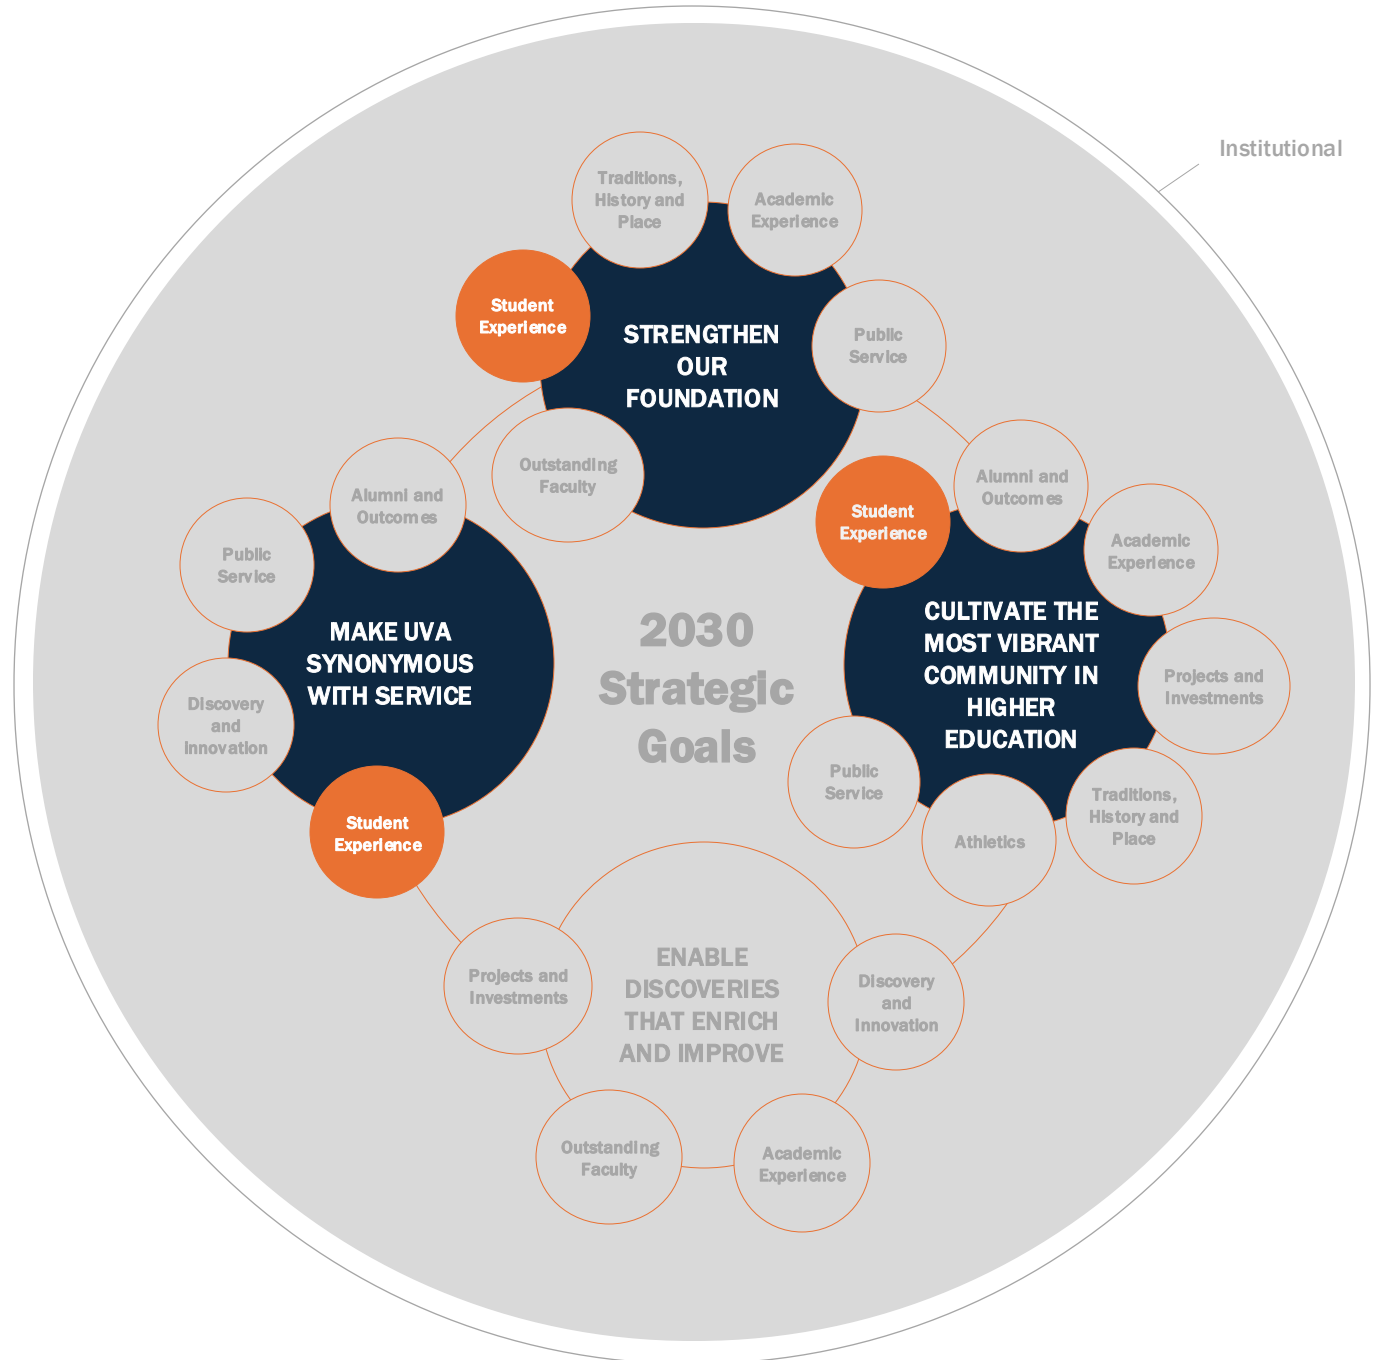 Institutional
Traditions,
History and
Place
Academic
Experience
Student
Experience
STRENGTHEN
OUR
FOUNDATION
Public
Service
Outstanding
Faculty
Alumni and
Outcomes
Public
Service
MAKE UVA
SYNONYMOUS
WITH SERVICE
Discovery
and
Innovation
Student
Experience
2030
Strategic
Goals
Student
Experience
Alumni and
Outcomes
Academic
Experience
CULTIVATE THE
MOST VIBRANT
COMMUNITY IN
HIGHER
EDUCATION
Projects and
Investments
Public
Service
Athletics
Traditions,
History and
Place
ENABLE
DISCOVERIES
THAT ENRICH
AND IMPROVE
Projects and
Investments
Discovery
and
Innovation
Outstanding
Faculty
Academic
Experience